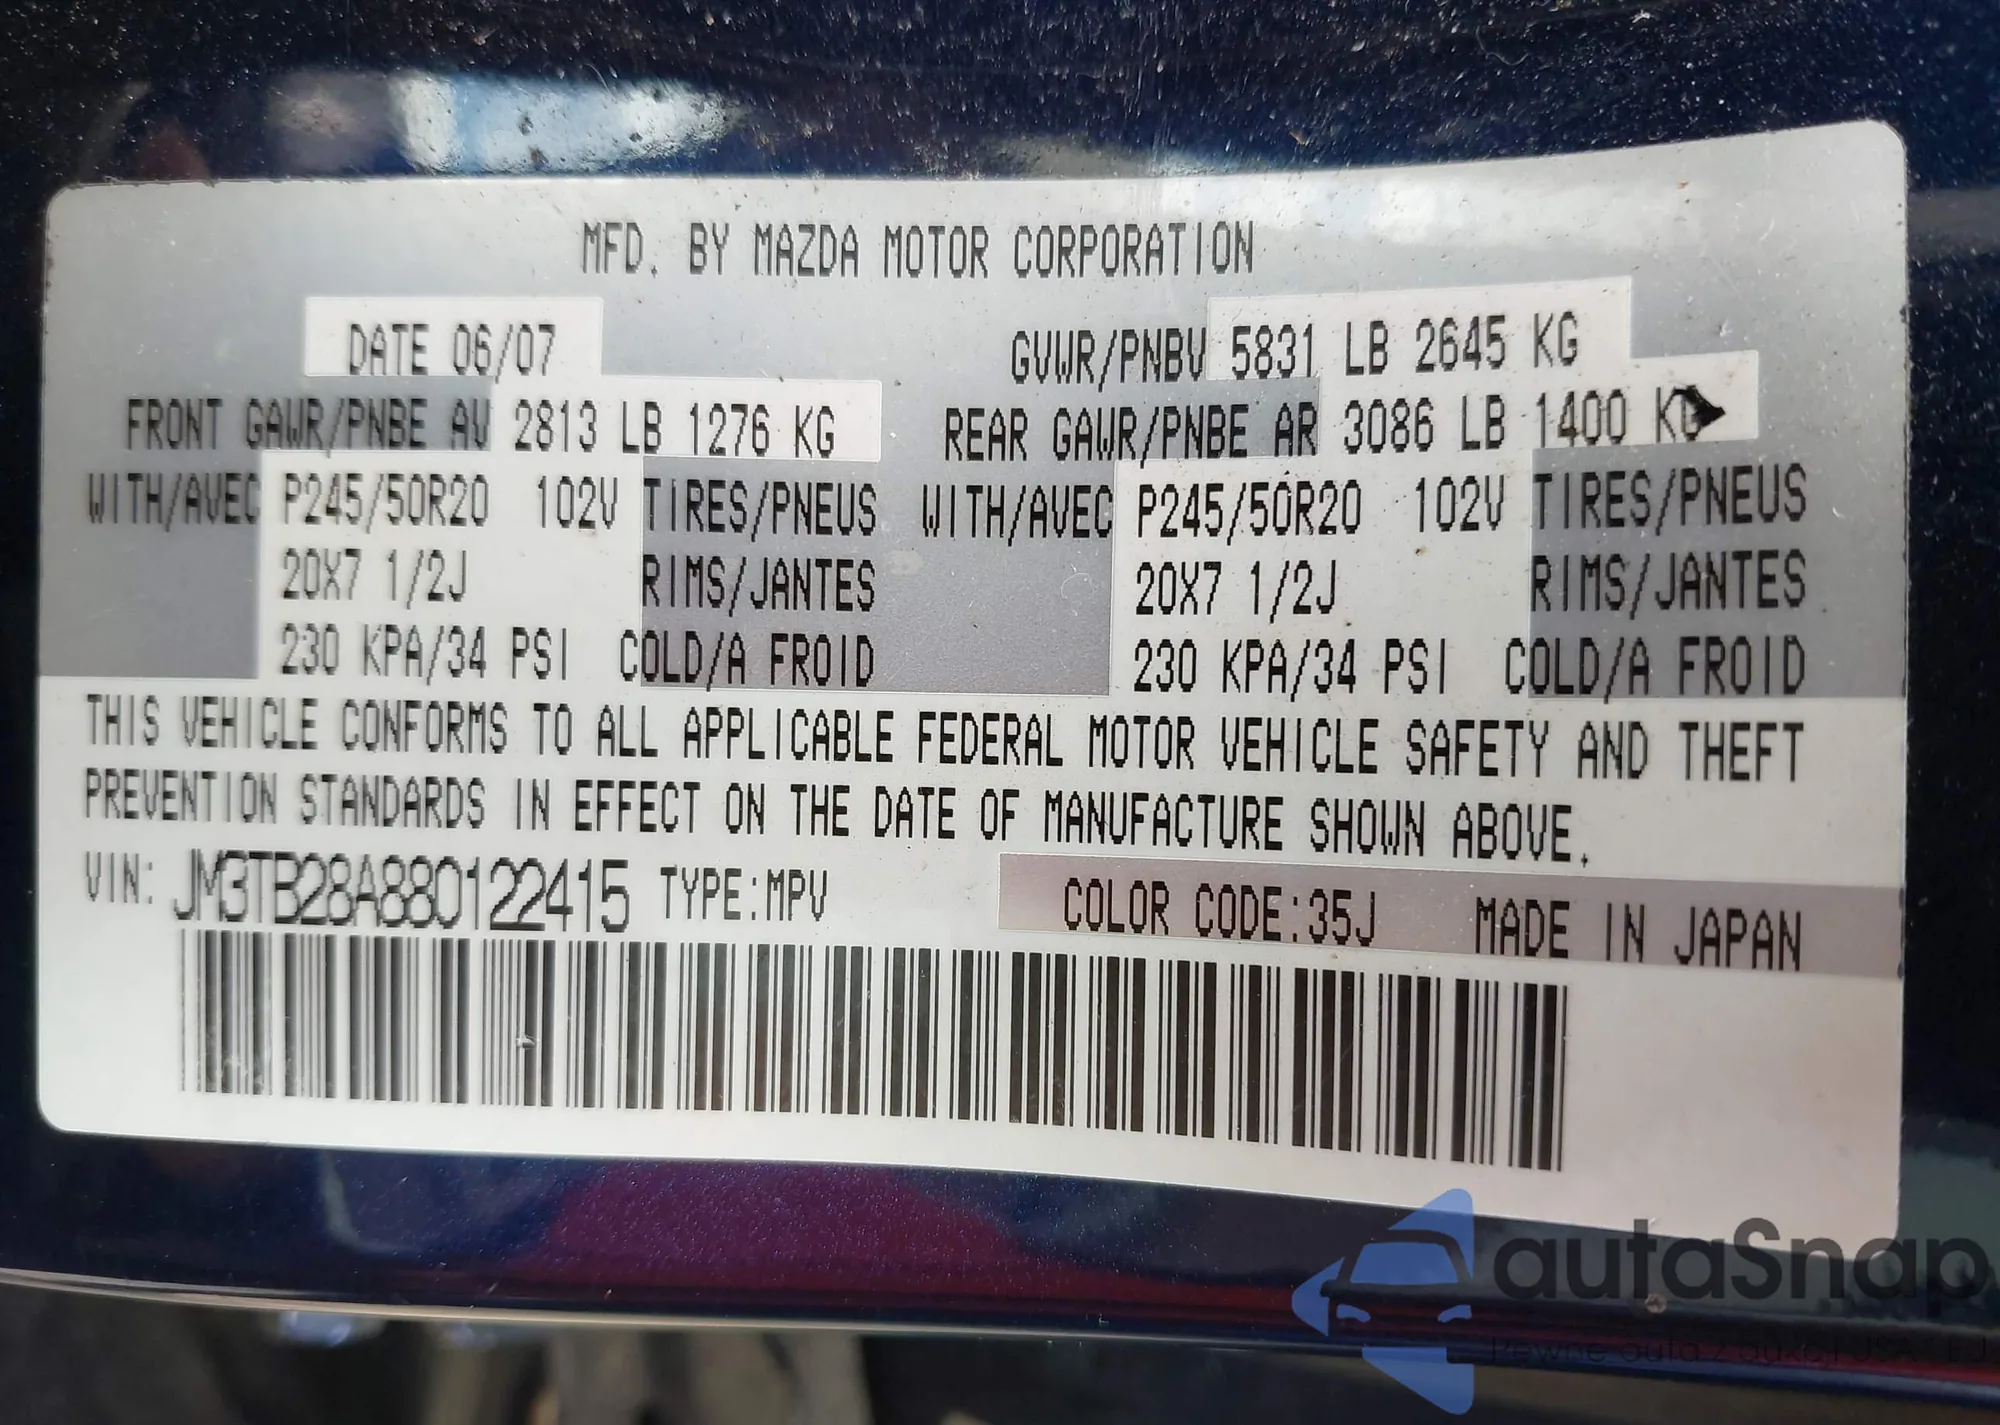 MFD. BY MAZDA MOTOR CORPORATION
DATE 06/07 GVWR/PNBV 5831 LB 2645 KG
FRONT GAWR/PNBE AV 2813 LB 1276 KG REAR GAWR/PNBE AR 3086 LB 1400 KG
WITH/AVEC P245/50R20 102V TIRES/PNEUS WITH/AVEC P245/50R20 102V TIRES/PNEUS
20X7 1/2J RIMS/JANTES 20X7 1/2J RIMS/JANTES
230 KPA/34 PSI COLD/A FROID 230 KPA/34 PSI COLD/A FROID
THIS VEHICLE CONFORMS TO ALL APPLICABLE FEDERAL MOTOR VEHICLE SAFETY AND THEFT
PREVENTION STANDARDS IN EFFECT ON THE DATE OF MANUFACTURE SHOWN ABOVE.
VIN: JM3TB28A880122415 TYPE:MPV COLOR CODE:35J MADE IN JAPAN
autaSnap
Pewne auta z aukcji USA